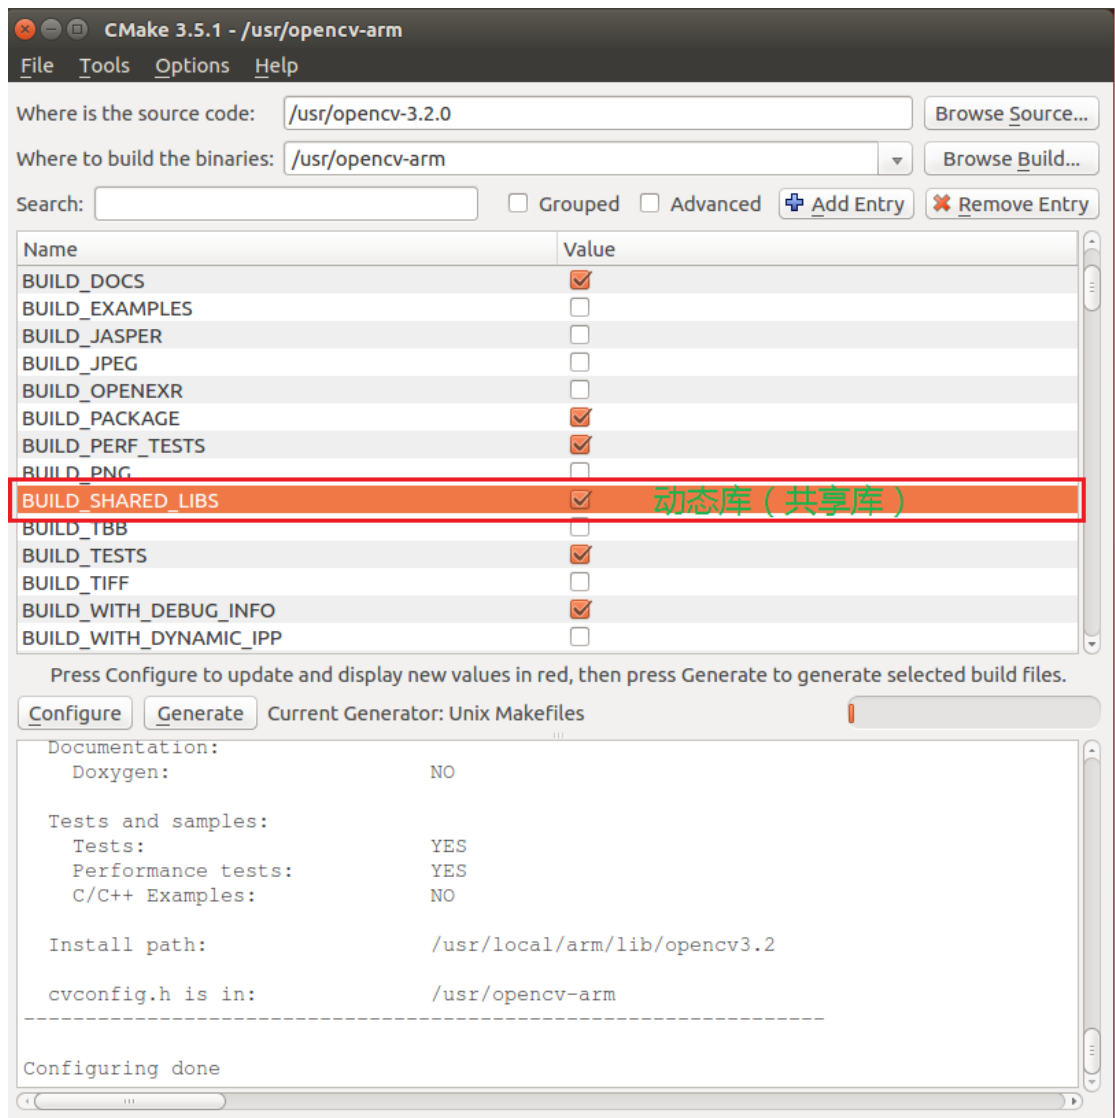 CMake 3.5.1 - /usr/opencv-arm
File Tools Options Help
Where is the source code: /usr/opencv-3.2.0 Browse Source...
Where to build the binaries: /usr/opencv-arm Browse Build...
Search: Grouped Advanced Add Entry Remove Entry
Name Value
BUILD_DOCS
BUILD_EXAMPLES
BUILD_JASPER
BUILD_JPEG
BUILD_OPENEXR
BUILD_PACKAGE
BUILD_PERF_TESTS
BUILD_PNG
BUILD_SHARED_LIBS 动态库（共享库）
BUILD_TBB
BUILD_TESTS
BUILD_TIFF
BUILD_WITH_DEBUG_INFO
BUILD_WITH_DYNAMIC_IPP
Press Configure to update and display new values in red, then press Generate to generate selected build files.
Configure Generate Current Generator: Unix Makefiles
Documentation:
Doxygen: NO
Tests and samples:
Tests: YES
Performance tests: YES
C/C++ Examples: NO
Install path: /usr/local/arm/lib/opencv3.2
cvconfig.h is in: /usr/opencv-arm
-----------------------------------------------------------------
Configuring done